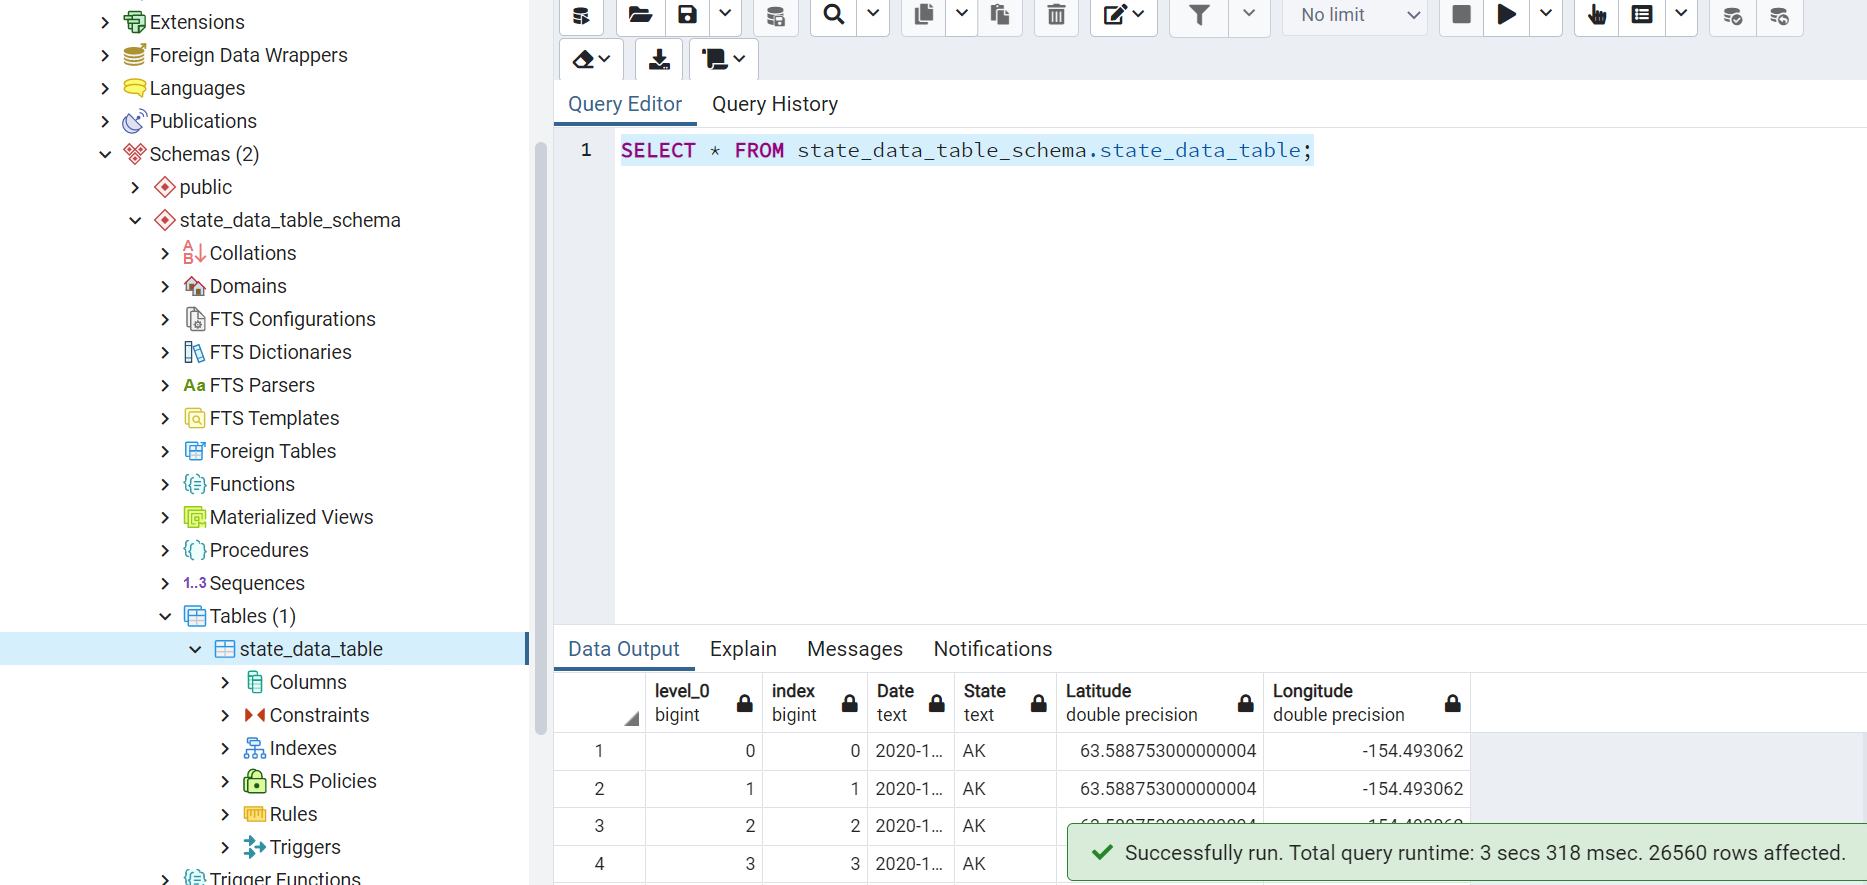 Extensions
Foreign Data Wrappers
Languages
Publications
Schemas (2)
public
state_data_table_schema
Collations
Domains
FTS Configurations
FTS Dictionaries
Aa FTS Parsers
FTS Templates
Foreign Tables
Functions
Materialized Views
Procedures
1..3 Sequences
Tables (1)
state_data_table
Columns
Constraints
Indexes
RLS Policies
Rules
Triggers
Trigger Functions
No limit
Query Editor Query History
1 SELECT * FROM state_data_table_schema.state_data_table;
Data Output Explain Messages Notifications
level_0 index Date State Latitude Longitude
bigint bigint text text double precision double precision
1 0 0 2020-1... AK 63.588753000000004 -154.493062
2 1 1 2020-1... AK 63.588753000000004 -154.493062
3 2 2 2020-1... AK
4 3 3 2020-1... AK
Successfully run. Total query runtime: 3 secs 318 msec. 26560 rows affected.